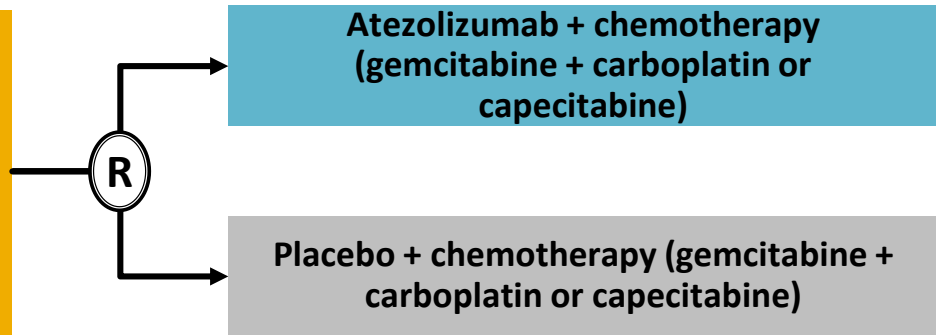 Atezolizumab + chemotherapy
(gemcitabine + carboplatin or
capecitabine)
R
Placebo + chemotherapy (gemcitabine +
carboplatin or capecitabine)